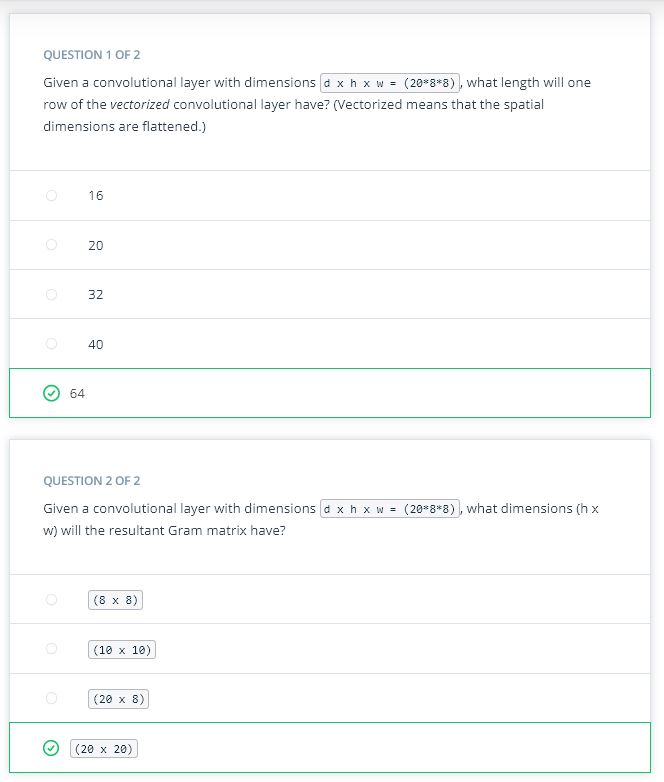 QUESTION 1 OF 2
Given a convolutional layer with dimensions d x h x w = (20*8*8), what length will one
row of the vectorized convolutional layer have? (Vectorized means that the spatial
dimensions are flattened.)
16
20
32
40
64
QUESTION 2 OF 2
Given a convolutional layer with dimensions d x h x w = (20*8*8), what dimensions (h x
w) will the resultant Gram matrix have?
(8 x 8)
(10 x 10)
(20 x 8)
(20 x 20)